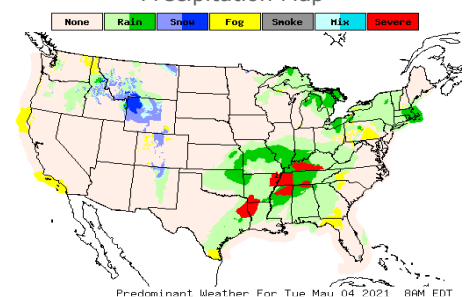 Precipitation Map
None Rain Snow Fog Smoke Mix Severe
Predominant Weather For Tue May 04 2021 8AM EDT